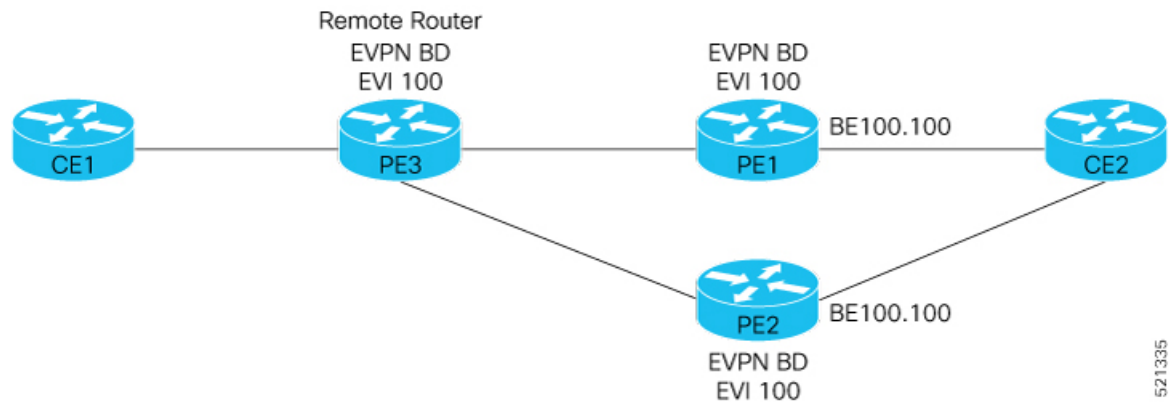 Remote Router
EVPN BD
EVI 100
EVPN BD
EVI 100
BE100.100
CE1
PE3
PE1
CE2
PE2
BE100.100
EVPN BD
EVI 100
521335